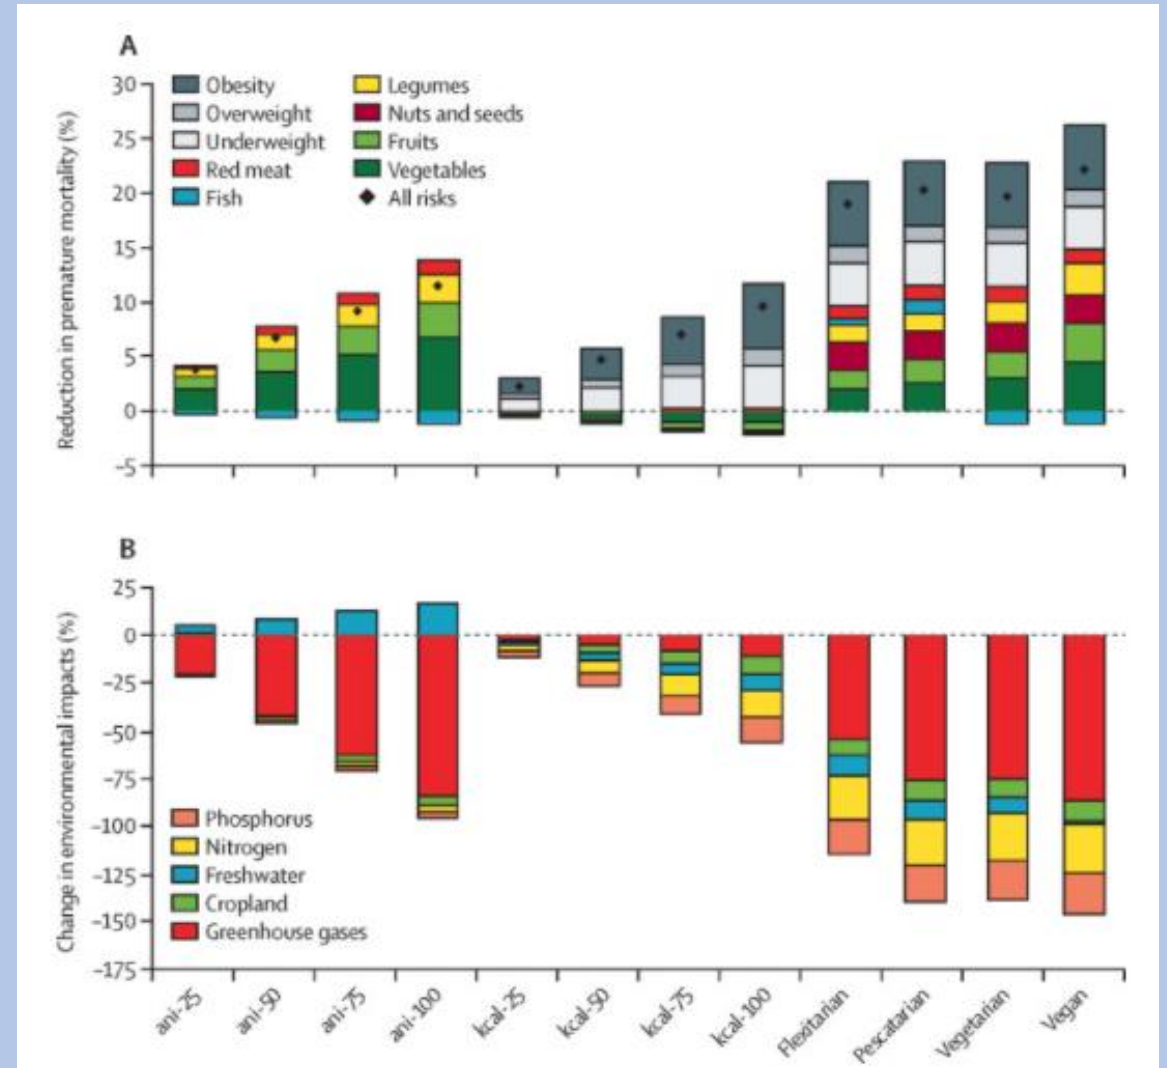 A
Reduction in premature mortality (%)
30
25
20
15
10
5
0
–5
Obesity
Overweight
Underweight
Red meat
Fish
Legumes
Nuts and seeds
Fruits
Vegetables
All risks
B
Change in environmental impacts (%)
25
0
–25
–50
–75
–100
–125
–150
–175
Phosphorus
Nitrogen
Freshwater
Cropland
Greenhouse gases
ani-25
ani-50
ani-75
ani-100
kcal-25
kcal-50
kcal-75
kcal-100
Flexitarian
Pescatarian
Vegetarian
Vegan